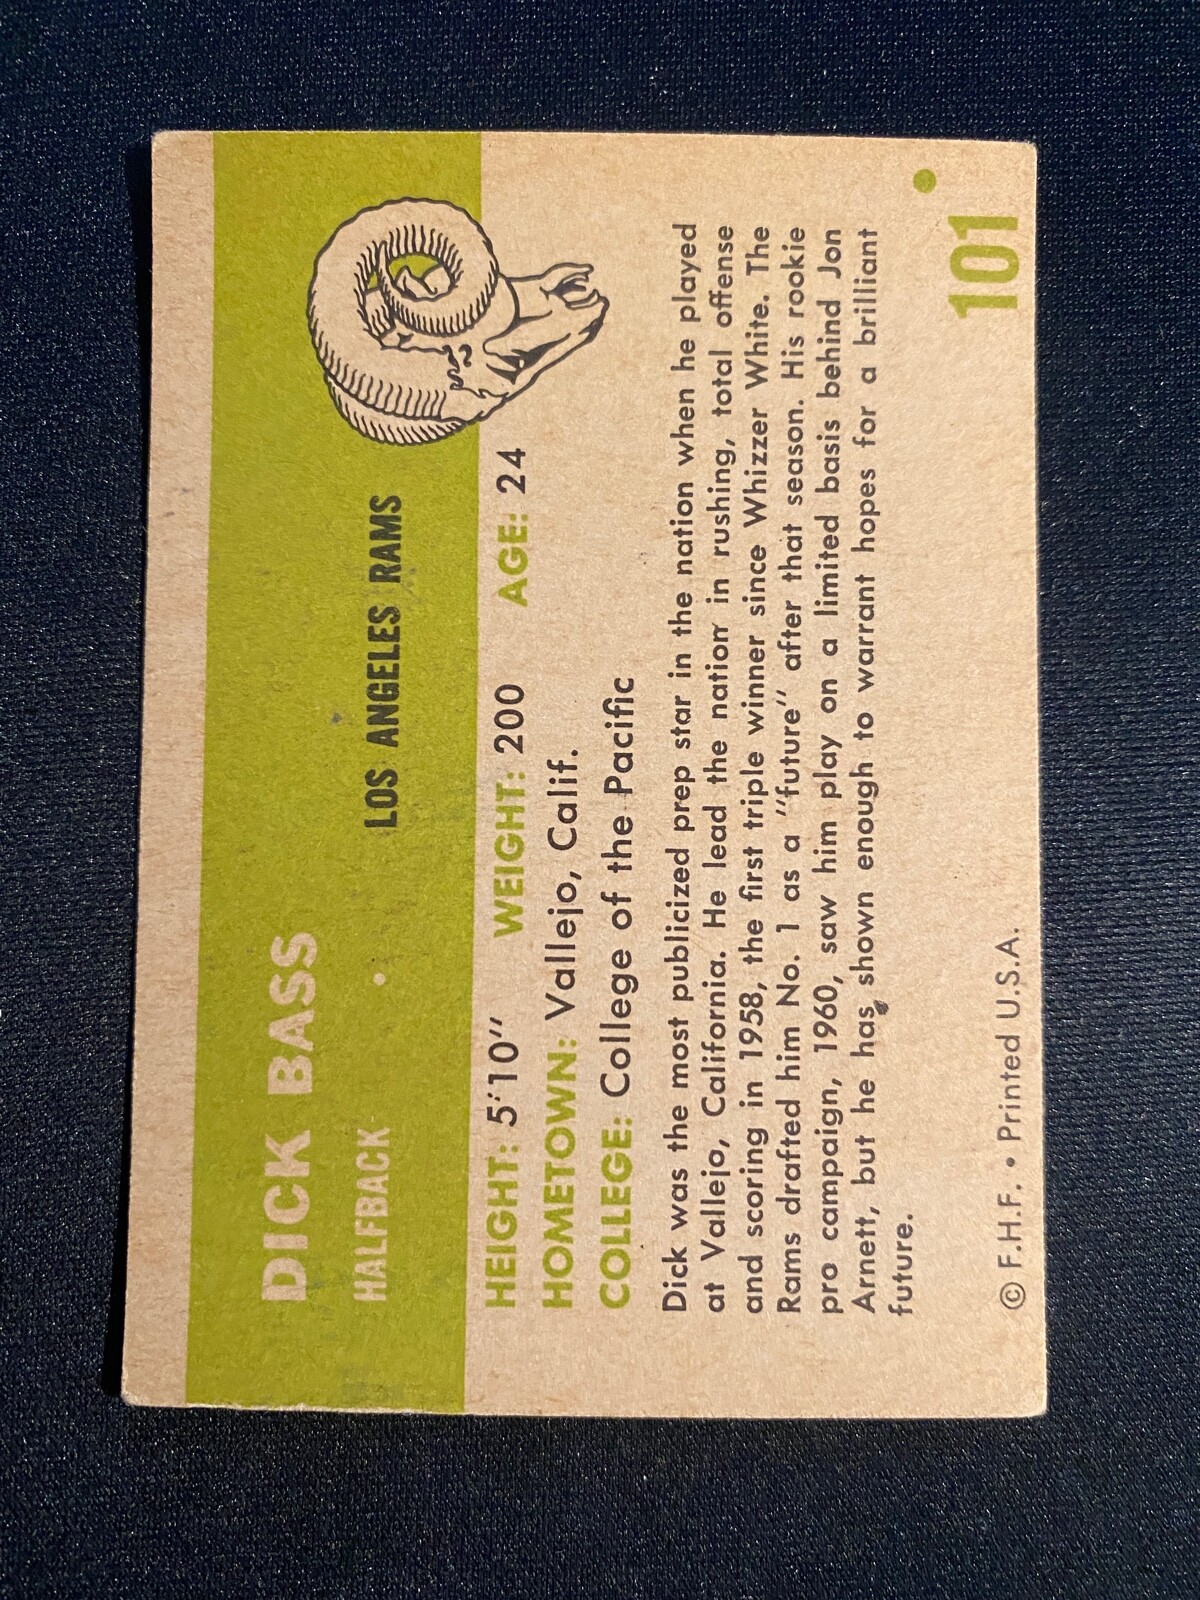 DICK BASS
HALFBACK • LOS ANGELES RAMS
HEIGHT: 5'10" WEIGHT: 200 AGE: 24
HOMETOWN: Vallejo, Calif.
COLLEGE: College of the Pacific
Dick was the most publicized prep star in the nation when he played
at Vallejo, California. He lead the nation in rushing, total offense
and scoring in 1958, the first triple winner since Whizzer White. The
Rams drafted him No. 1 as a "future" after that season. His rookie
pro campaign, 1960, saw him play on a limited basis behind Jon
Arnett, but he has shown enough to warrant hopes for a brilliant
future.
© F.H.F. • Printed U.S.A.
101 •